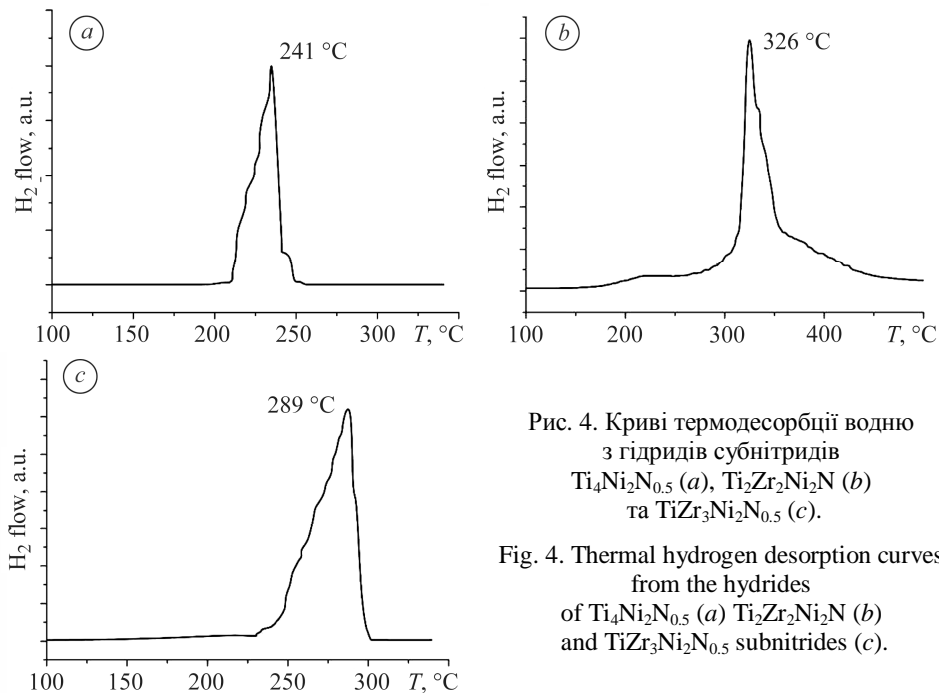 a
241 °C
H₂ flow, a.u.
100 150 200 250 300 T, °C
b
326 °C
H₂ flow, a.u.
100 200 300 400 T, °C
c
289 °C
H₂ flow, a.u.
100 150 200 250 300 T, °C
Рис. 4. Криві термодесорбції водню
з гідридів субнітридів
Ti₄Ni₂N₀.₅ (a), Ti₂Zr₂Ni₂N (b)
та TiZr₃Ni₂N₀.₅ (c).
Fig. 4. Thermal hydrogen desorption curves
from the hydrides
of Ti₄Ni₂N₀.₅ (a) Ti₂Zr₂Ni₂N (b)
and TiZr₃Ni₂N₀.₅ subnitrides (c).